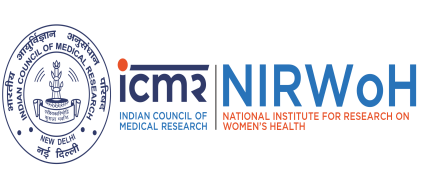 भारतीय आयुर्विज्ञान अनुसंधान परिषद
INDIAN COUNCIL OF MEDICAL RESEARCH
NEW DELHI
नई दिल्ली
icmr
INDIAN COUNCIL OF
MEDICAL RESEARCH
NIRWoH
NATIONAL INSTITUTE FOR RESEARCH ON
WOMEN'S HEALTH